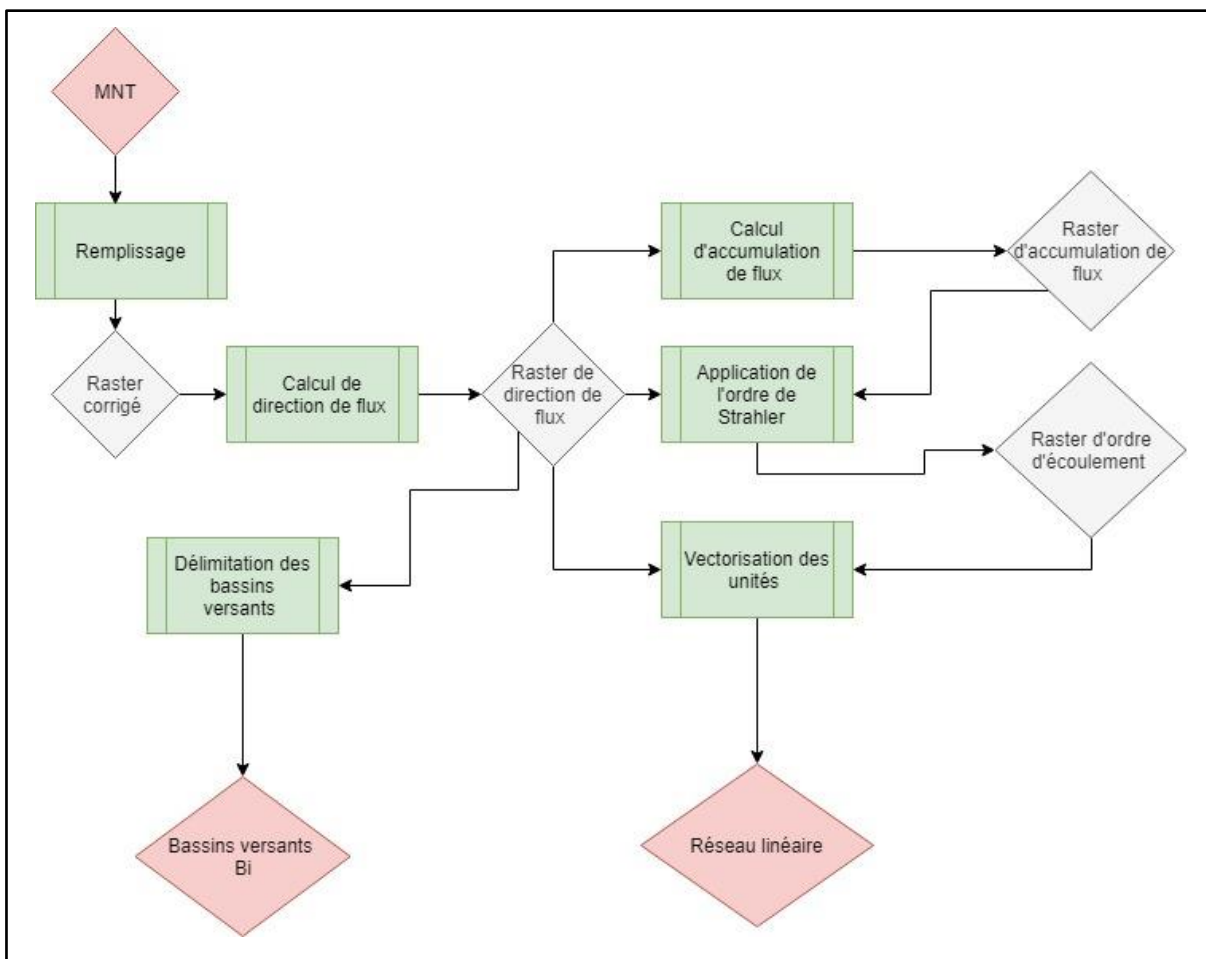 MNT
Remplissage
Raster
corrigé
Calcul de
direction de flux
Raster de
direction de
flux
Calcul
d'accumulation
de flux
Raster
d'accumulation de
flux
Application de
l'ordre de
Strahler
Raster d'ordre
d'écoulement
Vectorisation des
unités
Délimitation des
bassins
versants
Bassins versants
Bi
Réseau linéaire